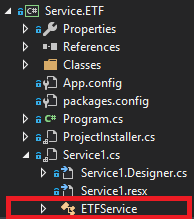 Service.ETF
Properties
References
Classes
App.config
packages.config
Program.cs
ProjectInstaller.cs
Service1.cs
Service1.Designer.cs
Service1.resx
ETFService